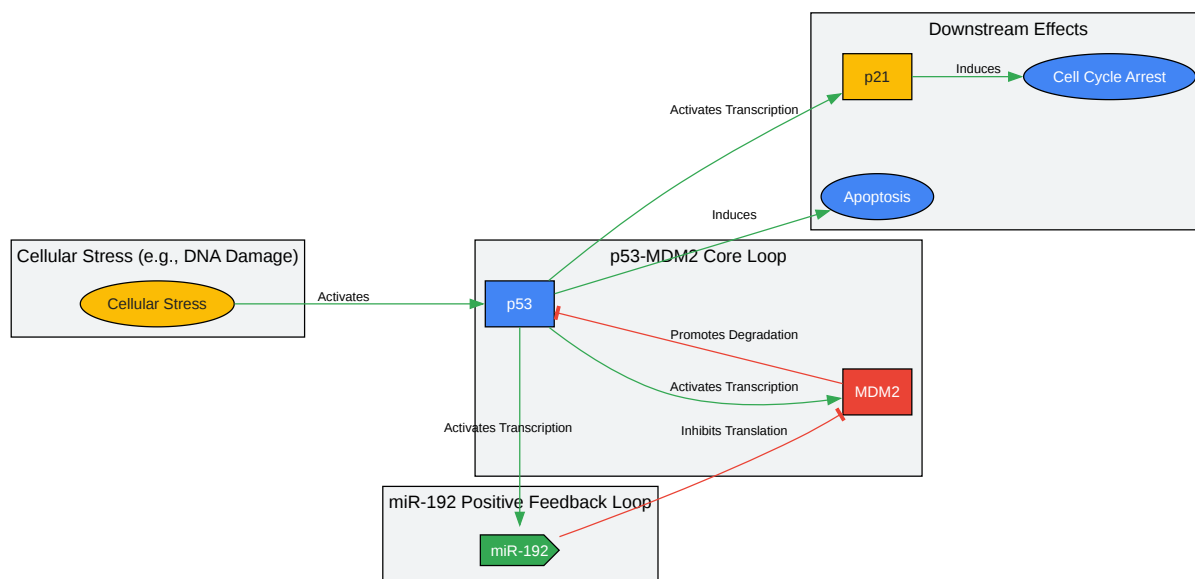 Downstream Effects
p21
Induces
Cell Cycle Arrest
Activates Transcription
Apoptosis
Induces
Cellular Stress (e.g., DNA Damage)
Cellular Stress
Activates
p53-MDM2 Core Loop
p53
Promotes Degradation
MDM2
Activates Transcription
Activates Transcription
Inhibits Translation
miR-192 Positive Feedback Loop
miR-192